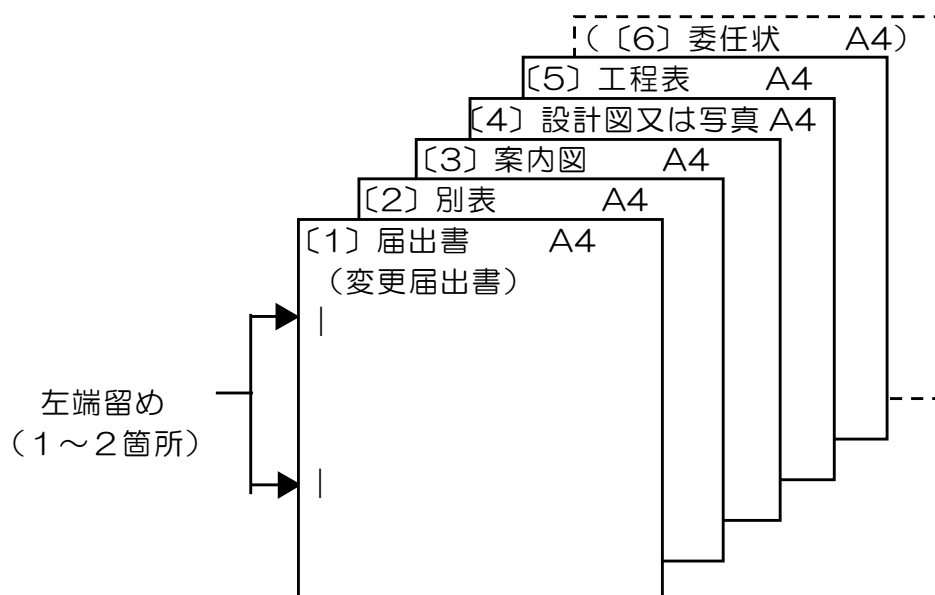 (〔6〕委任状 A4)
〔5〕工程表 A4
〔4〕設計図又は写真 A4
〔3〕案内図 A4
〔2〕別表 A4
〔1〕届出書 A4
（変更届出書）
左端留め
（1～2箇所）